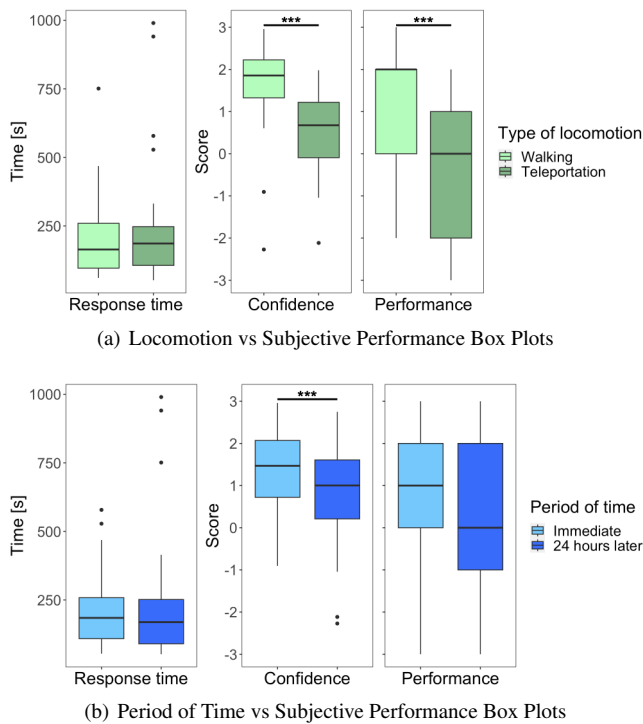 1000
750
500
250
Time [s]
Response time
3
2
1
0
-1
-2
-3
Score
***
***
Confidence
Performance
Type of locomotion
Walking
Teleportation
(a) Locomotion vs Subjective Performance Box Plots
1000
750
500
250
Time [s]
Response time
3
2
1
0
-1
-2
-3
Score
***
Confidence
Performance
Period of time
Immediate
24 hours later
(b) Period of Time vs Subjective Performance Box Plots